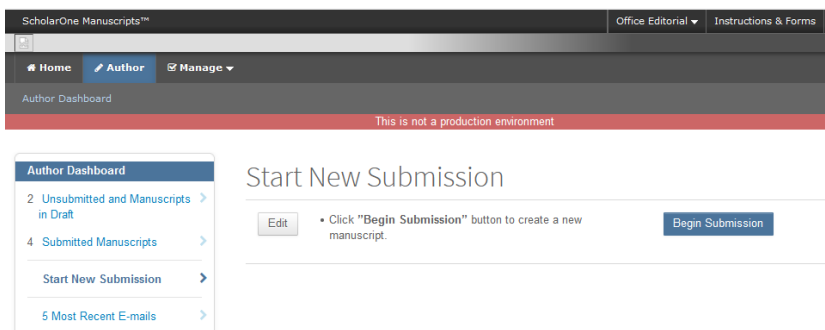 ScholarOne Manuscripts™
Office Editorial
Instructions & Forms
Home
Author
Manage
Author Dashboard
This is not a production environment
Author Dashboard
2 Unsubmitted and Manuscripts
in Draft
4 Submitted Manuscripts
Start New Submission
5 Most Recent E-mails
Start New Submission
Edit
• Click "Begin Submission" button to create a new
manuscript.
Begin Submission